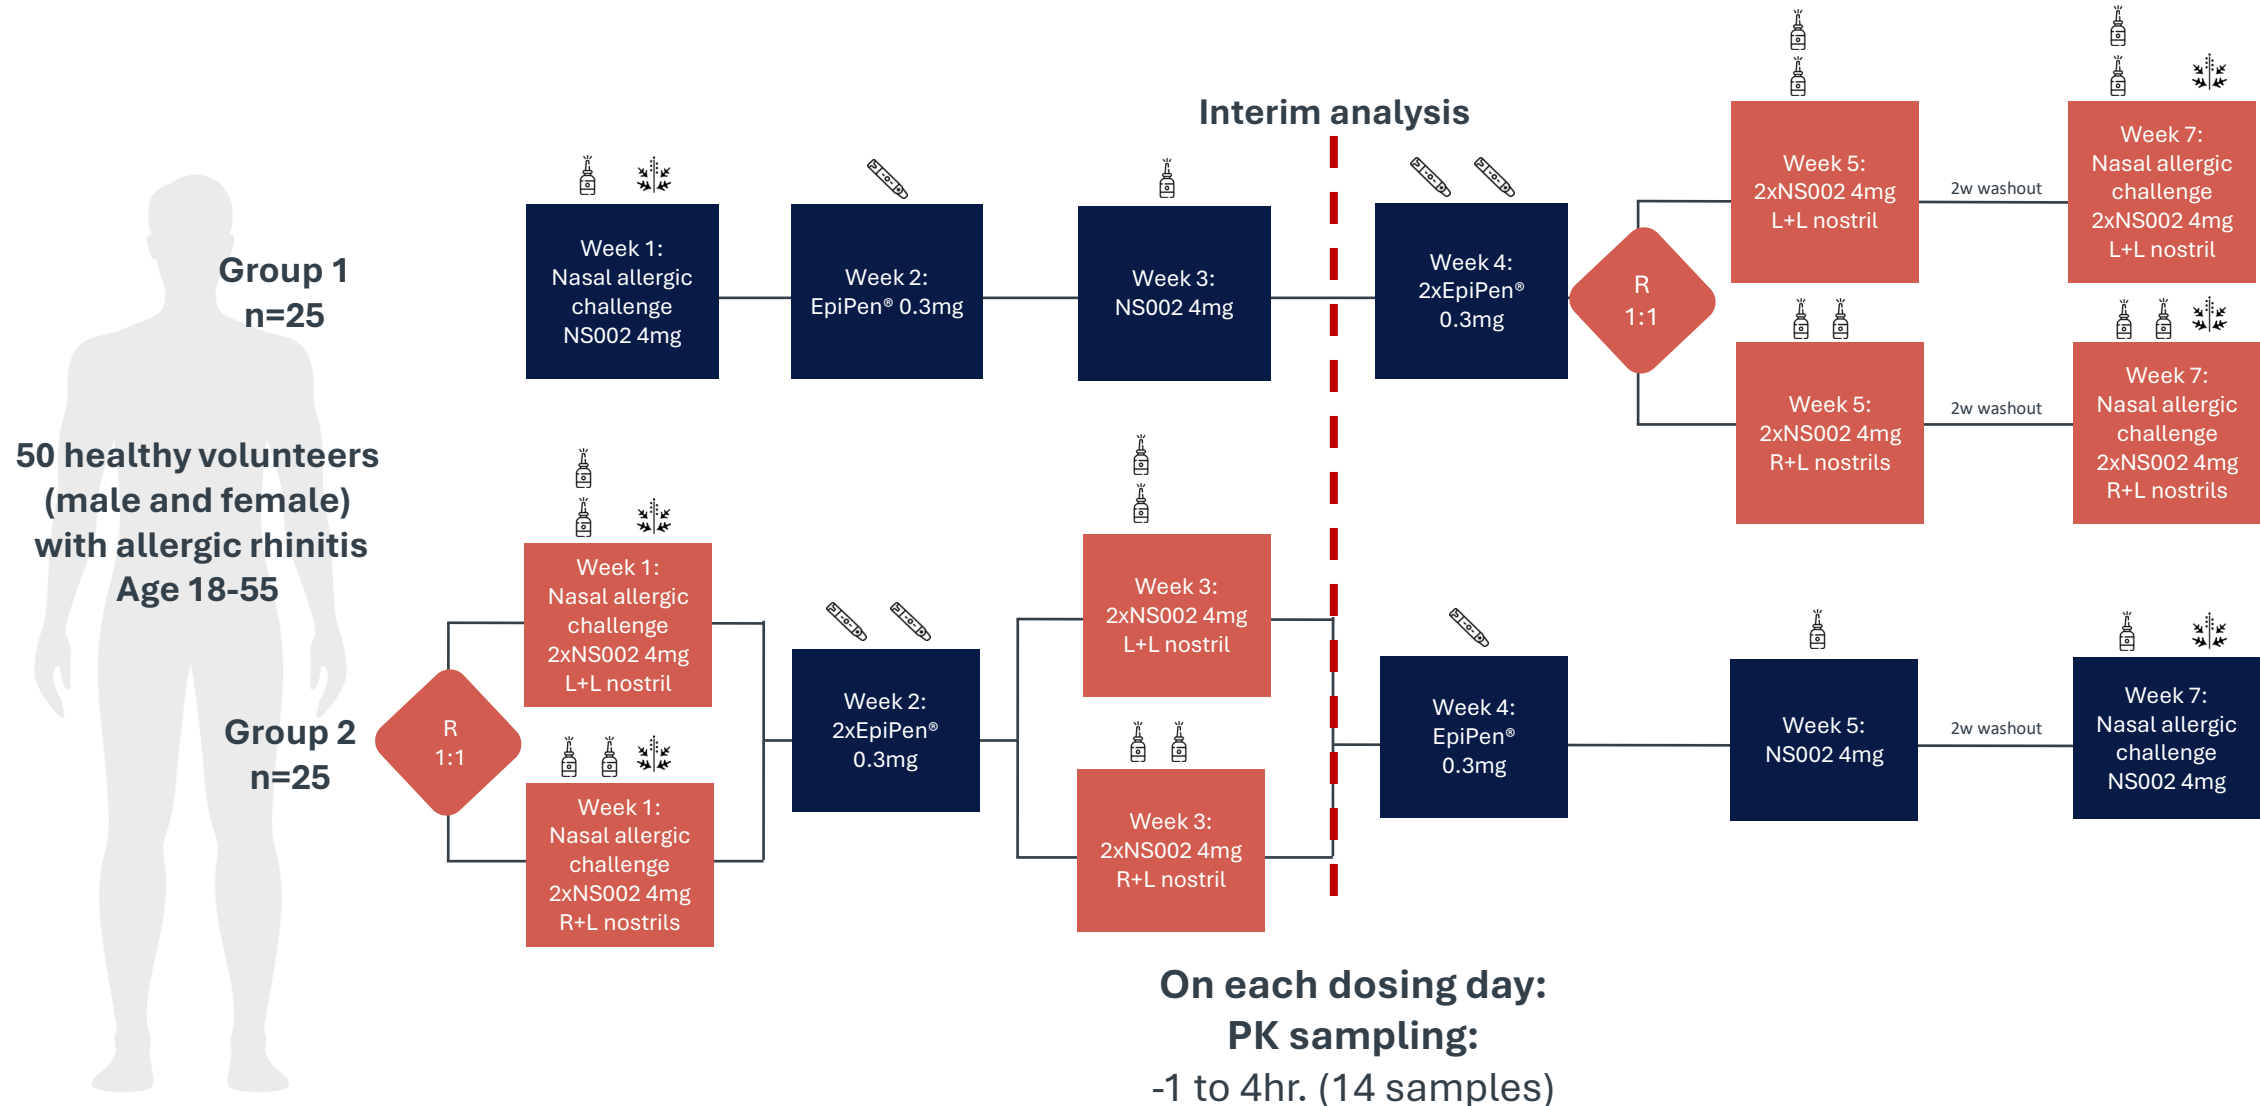 Interim analysis
Group 1
n=25
Week 1:
Nasal allergic
challenge
NS002 4mg
Week 2:
EpiPen® 0.3mg
Week 3:
NS002 4mg
Week 4:
2xEpiPen®
0.3mg
R
1:1
Week 5:
2xNS002 4mg
L+L nostril
2w washout
Week 7:
Nasal allergic
challenge
2xNS002 4mg
L+L nostril
Week 5:
2xNS002 4mg
R+L nostrils
2w washout
Week 7:
Nasal allergic
challenge
2xNS002 4mg
R+L nostrils
50 healthy volunteers
(male and female)
with allergic rhinitis
Age 18-55
Group 2
n=25
R
1:1
Week 1:
Nasal allergic
challenge
2xNS002 4mg
L+L nostril
Week 1:
Nasal allergic
challenge
2xNS002 4mg
R+L nostrils
Week 2:
2xEpiPen®
0.3mg
Week 3:
2xNS002 4mg
L+L nostril
Week 3:
2xNS002 4mg
R+L nostril
Week 4:
EpiPen®
0.3mg
Week 5:
NS002 4mg
2w washout
Week 7:
Nasal allergic
challenge
NS002 4mg
On each dosing day:
PK sampling:
-1 to 4hr. (14 samples)